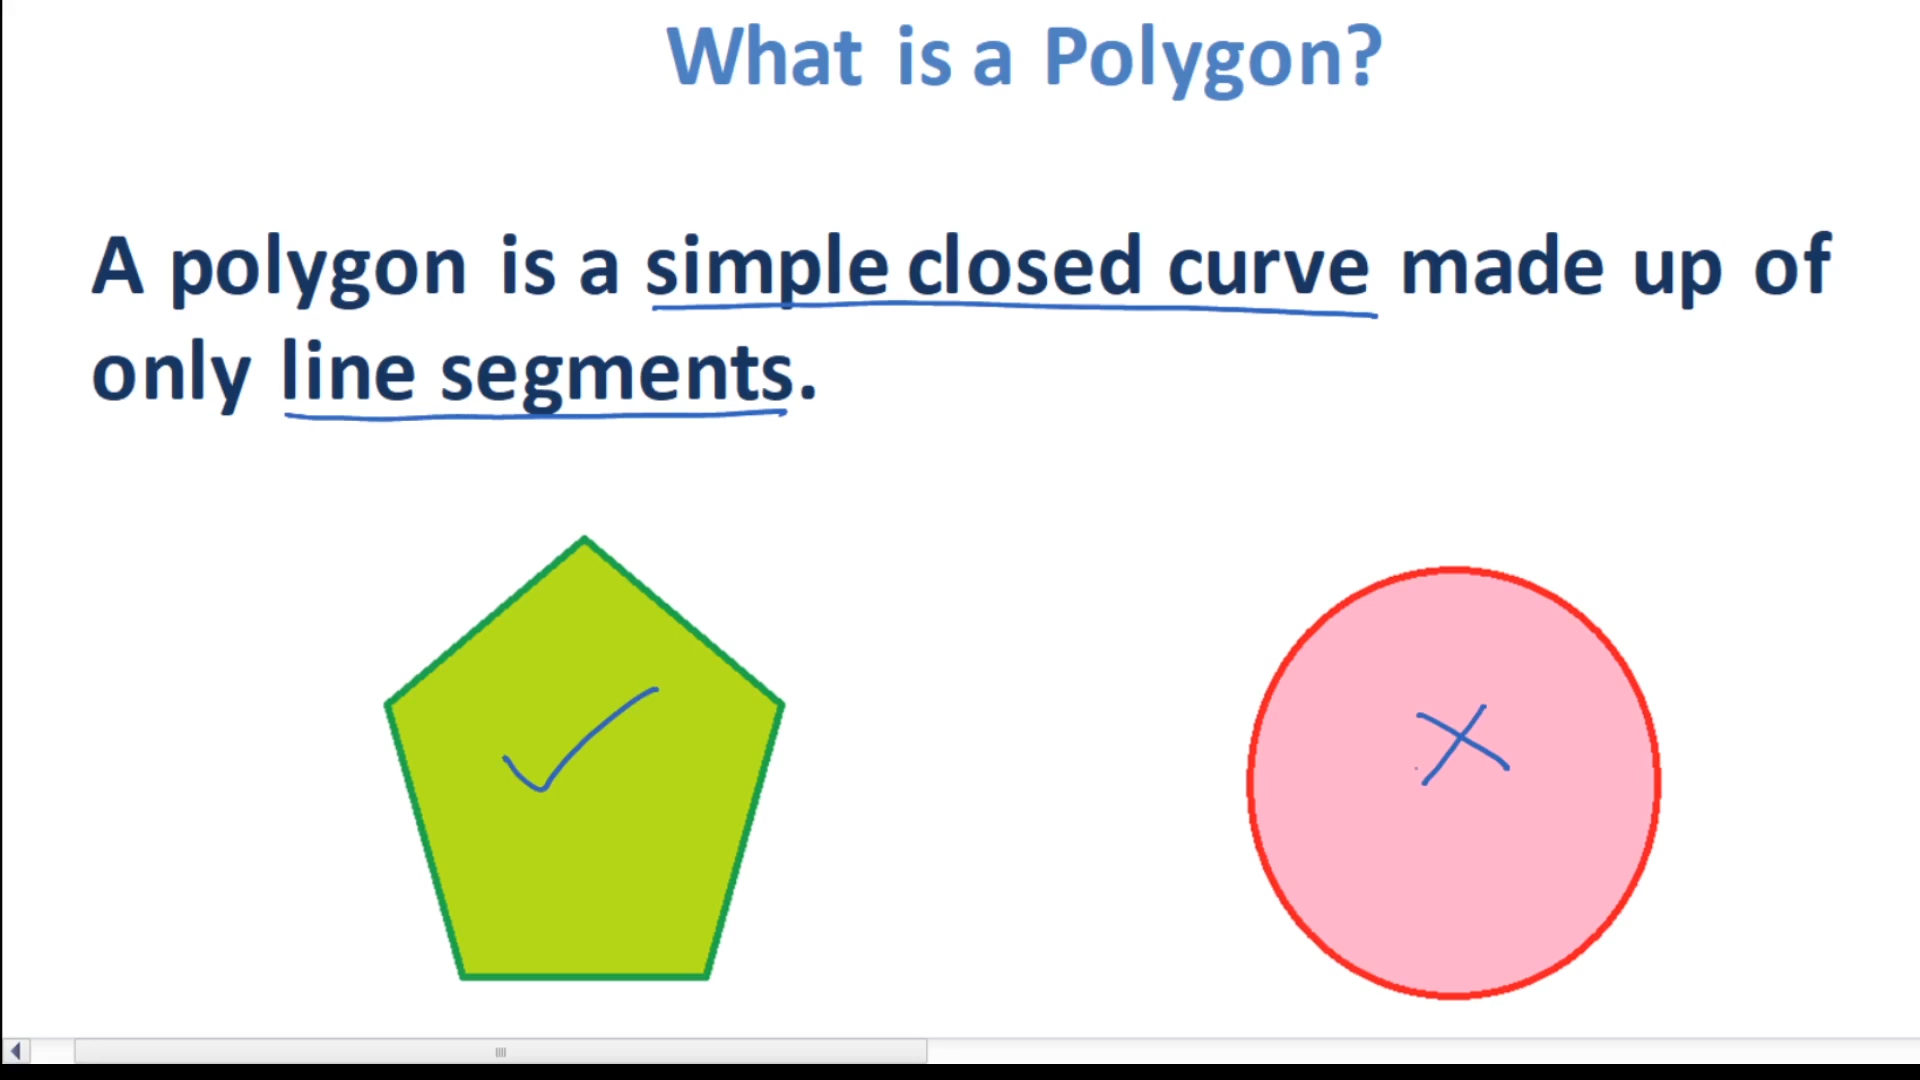 What is a Polygon?
A polygon is a simple closed curve made up of
only line segments.